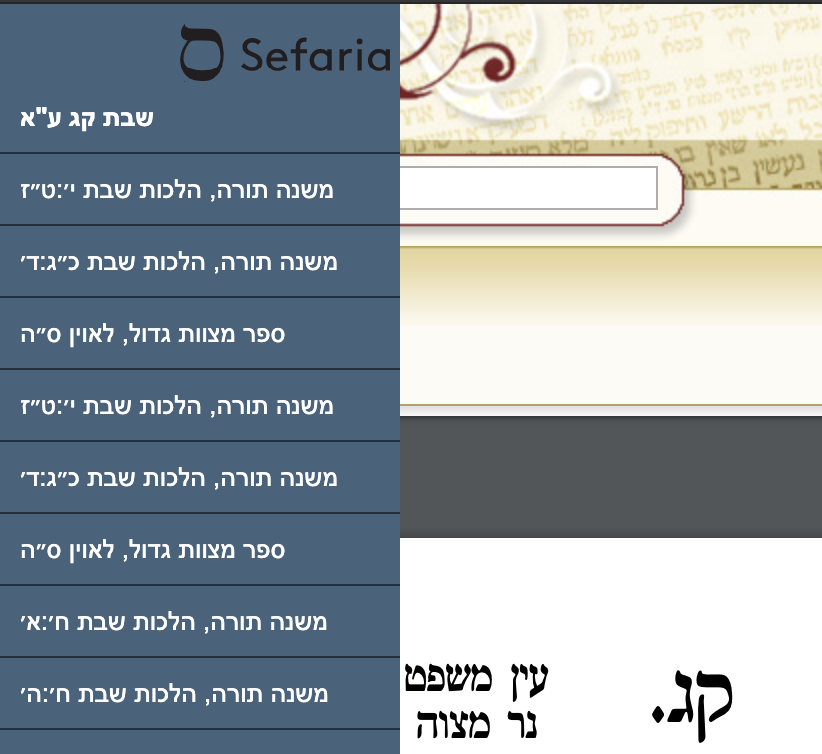 Sefaria
שבת קג ע"א
משנה תורה, הלכות שבת י׳:ט״ז
משנה תורה, הלכות שבת כ״ג:ד׳
ספר מצוות גדול, לאוין ס״ה
משנה תורה, הלכות שבת י׳:ט״ז
משנה תורה, הלכות שבת כ״ג:ד׳
ספר מצוות גדול, לאוין ס״ה
משנה תורה, הלכות שבת ח׳:א׳
משנה תורה, הלכות שבת ח׳:ה׳
קג.
עין משפט
נר מצוה